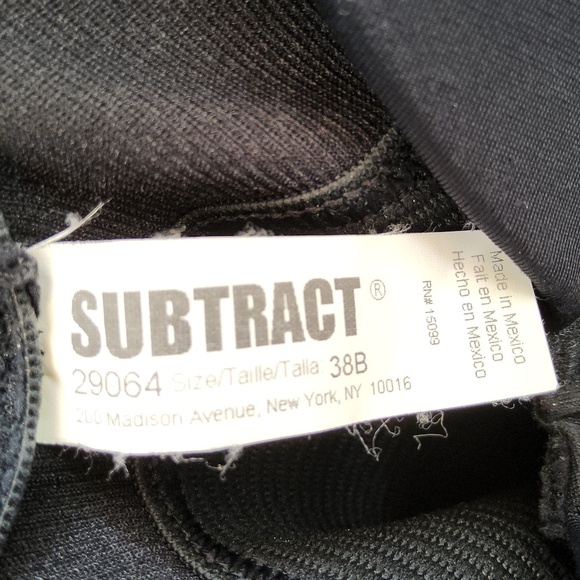 SUBTRACT®
29064 Size/Taille/Talla 38B
200 Madison Avenue, New York, NY 10016
RN# 15099
Made in Mexico
Fait en Mexico
Hecho en Mexico